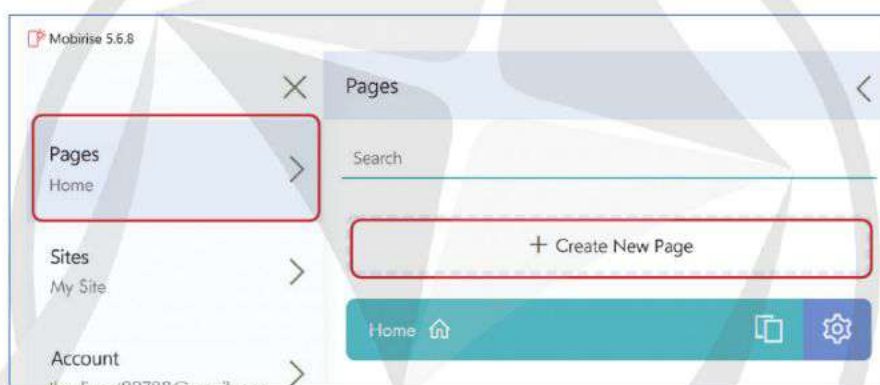 Mobirise 5.6.8
Pages
Home
Sites
My Site
Account
Pages
Search
+ Create New Page
Home